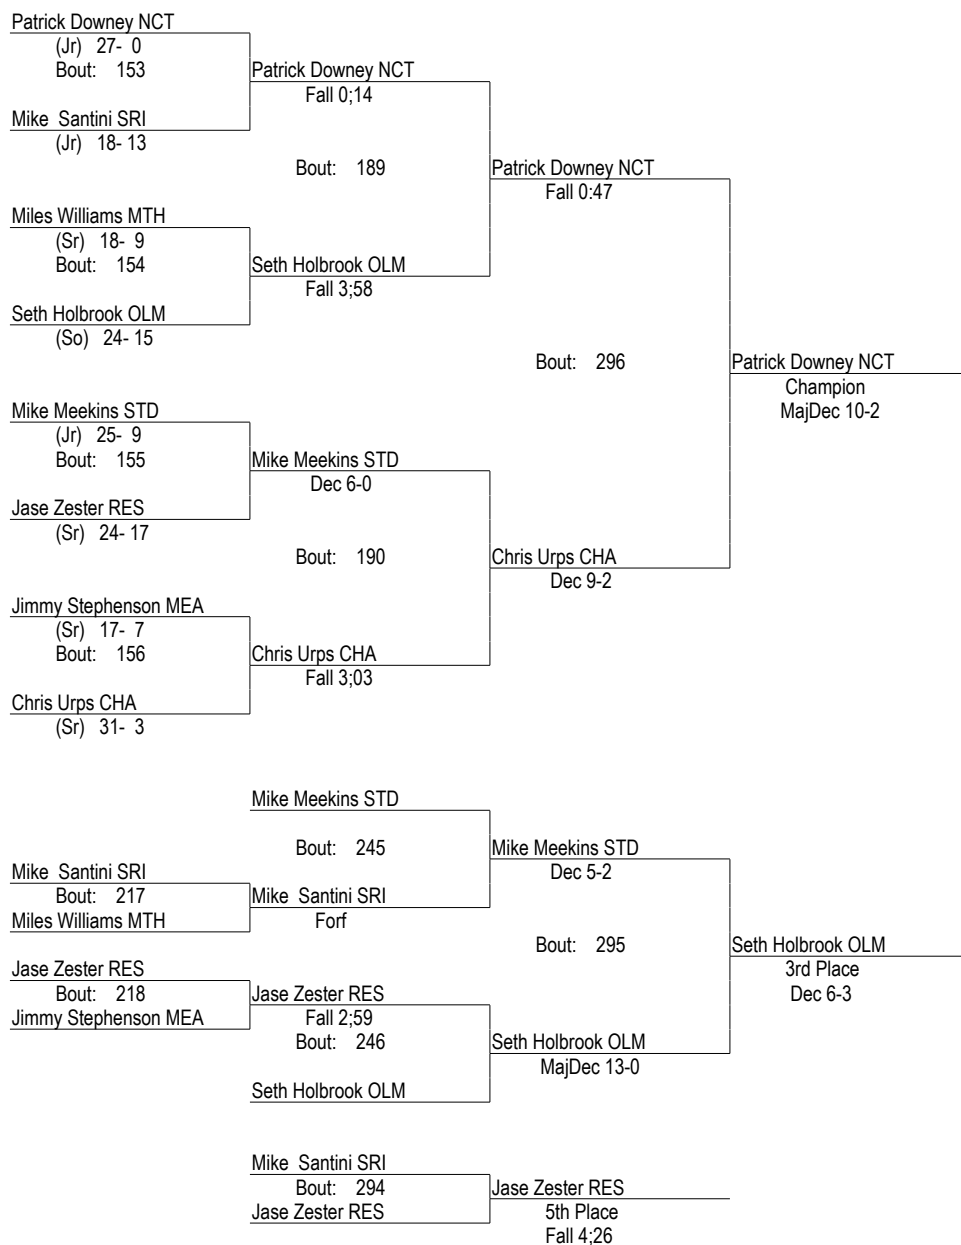 Patrick Downey NCT
(Jr) 27- 0
Bout: 153
Patrick Downey NCT
Fall 0;14
Mike  Santini SRI
(Jr) 18- 13
Bout: 189
Patrick Downey NCT
Fall 0:47
Miles Williams MTH
(Sr) 18- 9
Bout: 154
Seth Holbrook OLM
Fall 3;58
Seth Holbrook OLM
(So) 24- 15
Bout: 296
Patrick Downey NCT
Champion
MajDec 10-2
Mike Meekins STD
(Jr) 25- 9
Bout: 155
Mike Meekins STD
Dec 6-0
Jase Zester RES
(Sr) 24- 17
Bout: 190
Chris Urps CHA
Dec 9-2
Jimmy Stephenson MEA
(Sr) 17- 7
Bout: 156
Chris Urps CHA
Fall 3;03
Chris Urps CHA
(Sr) 31- 3
Mike Meekins STD
Bout: 245
Mike Meekins STD
Dec 5-2
Mike  Santini SRI
Bout: 217
Miles Williams MTH
Mike  Santini SRI
Forf
Bout: 295
Seth Holbrook OLM
3rd Place
Dec 6-3
Jase Zester RES
Bout: 218
Jimmy Stephenson MEA
Jase Zester RES
Fall 2;59
Bout: 246
Seth Holbrook OLM
MajDec 13-0
Seth Holbrook OLM
Mike  Santini SRI
Bout: 294
Jase Zester RES
Jase Zester RES
5th Place
Fall 4;26